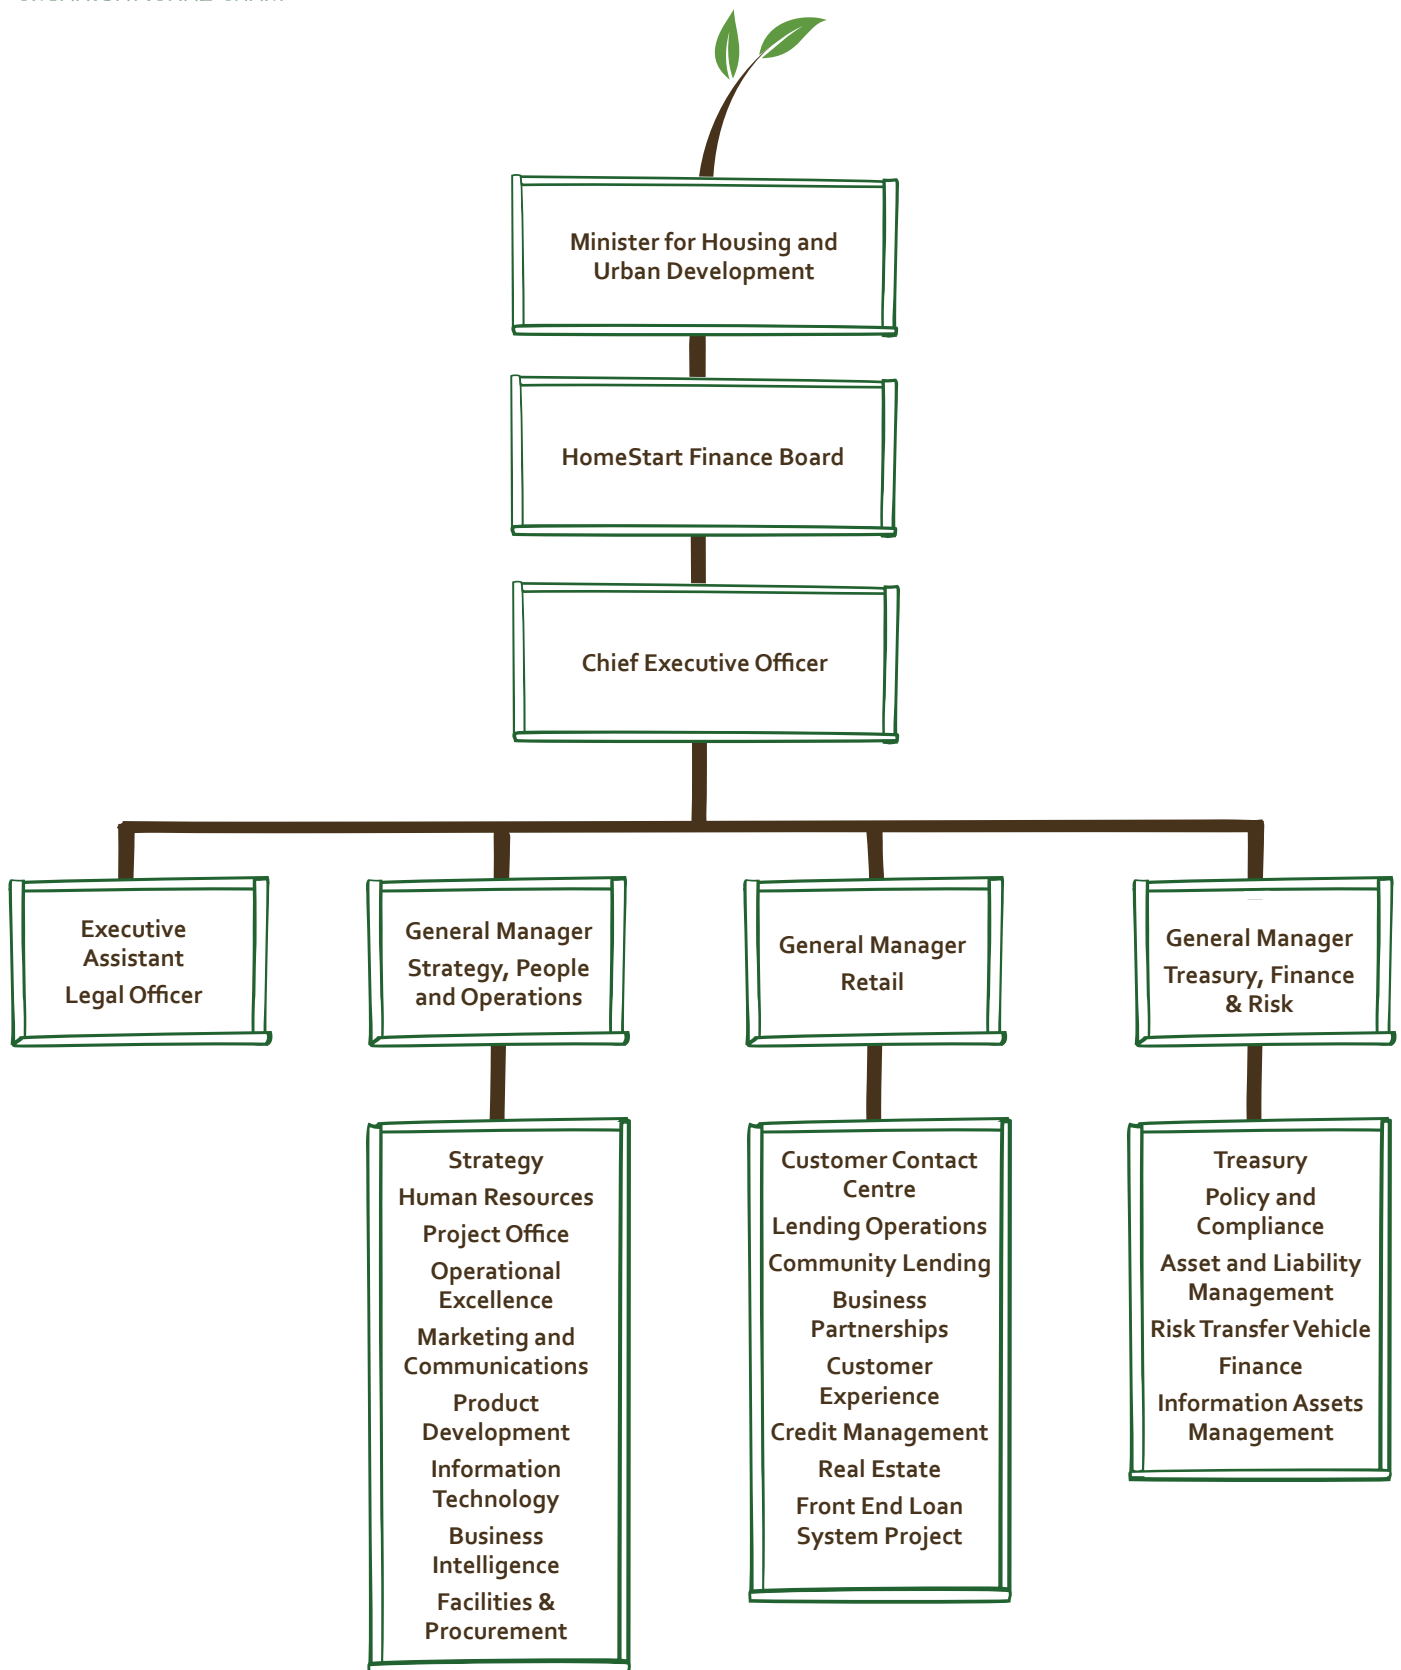 Minister for Housing and
Urban Development
HomeStart Finance Board
Chief Executive Officer
Executive
Assistant
Legal Officer
General Manager
Strategy, People
and Operations
General Manager
Retail
General Manager
Treasury, Finance
& Risk
Strategy
Human Resources
Project Office
Operational
Excellence
Marketing and
Communications
Product
Development
Information
Technology
Business
Intelligence
Facilities &
Procurement
Customer Contact
Centre
Lending Operations
Community Lending
Business
Partnerships
Customer
Experience
Credit Management
Real Estate
Front End Loan
System Project
Treasury
Policy and
Compliance
Asset and Liability
Management
Risk Transfer Vehicle
Finance
Information Assets
Management